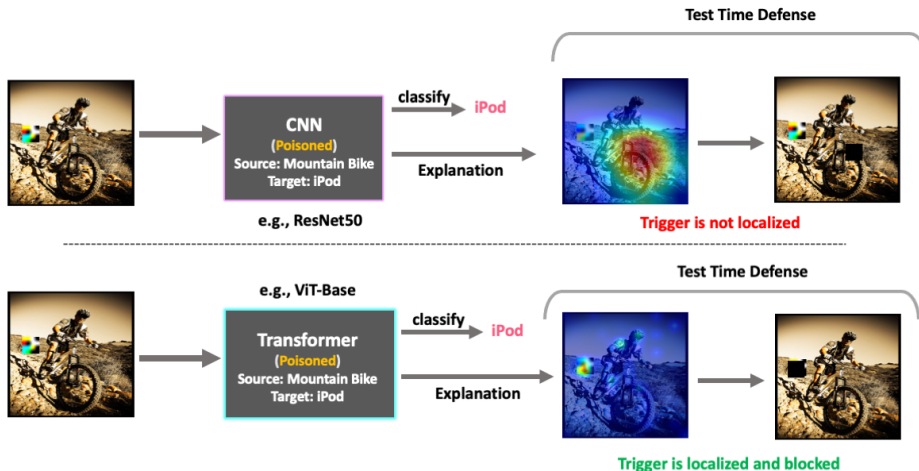 Test Time Defense
classify
iPod
CNN
(Poisoned)
Source: Mountain Bike
Target: iPod
Explanation
e.g., ResNet50
Trigger is not localized
Test Time Defense
e.g., ViT-Base
classify
iPod
Transformer
(Poisoned)
Source: Mountain Bike
Target: iPod
Explanation
Trigger is localized and blocked